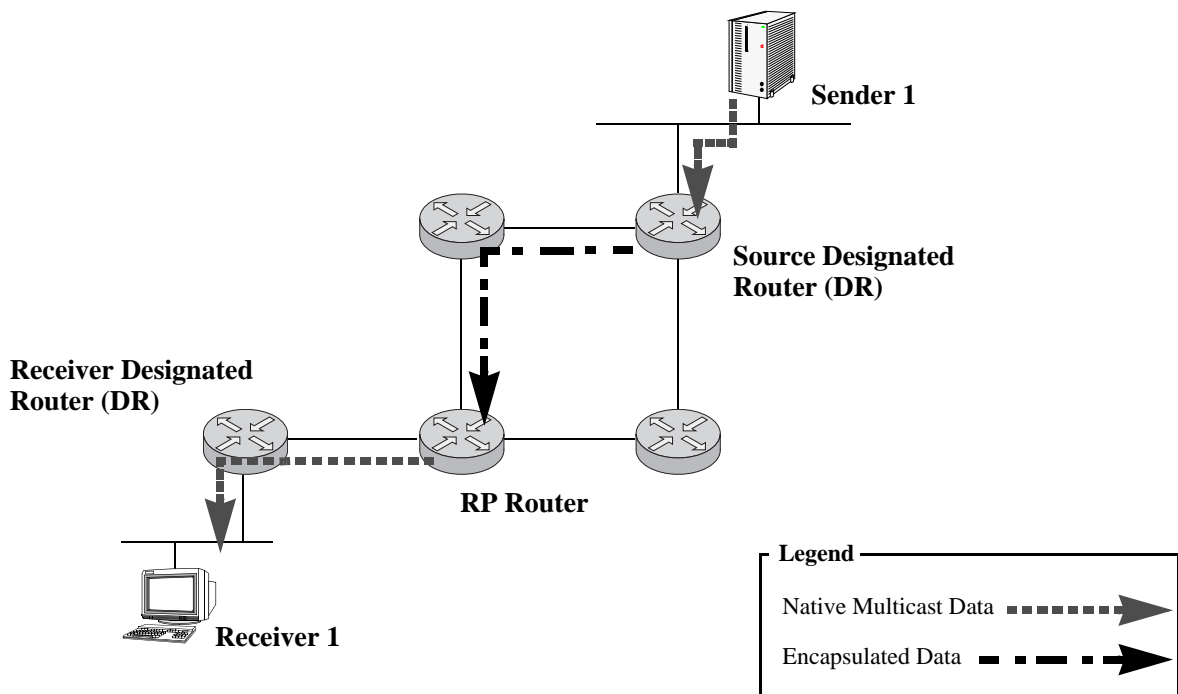 Sender 1
Source Designated
Router (DR)
Receiver Designated
Router (DR)
RP Router
Receiver 1
Legend
Native Multicast Data
Encapsulated Data